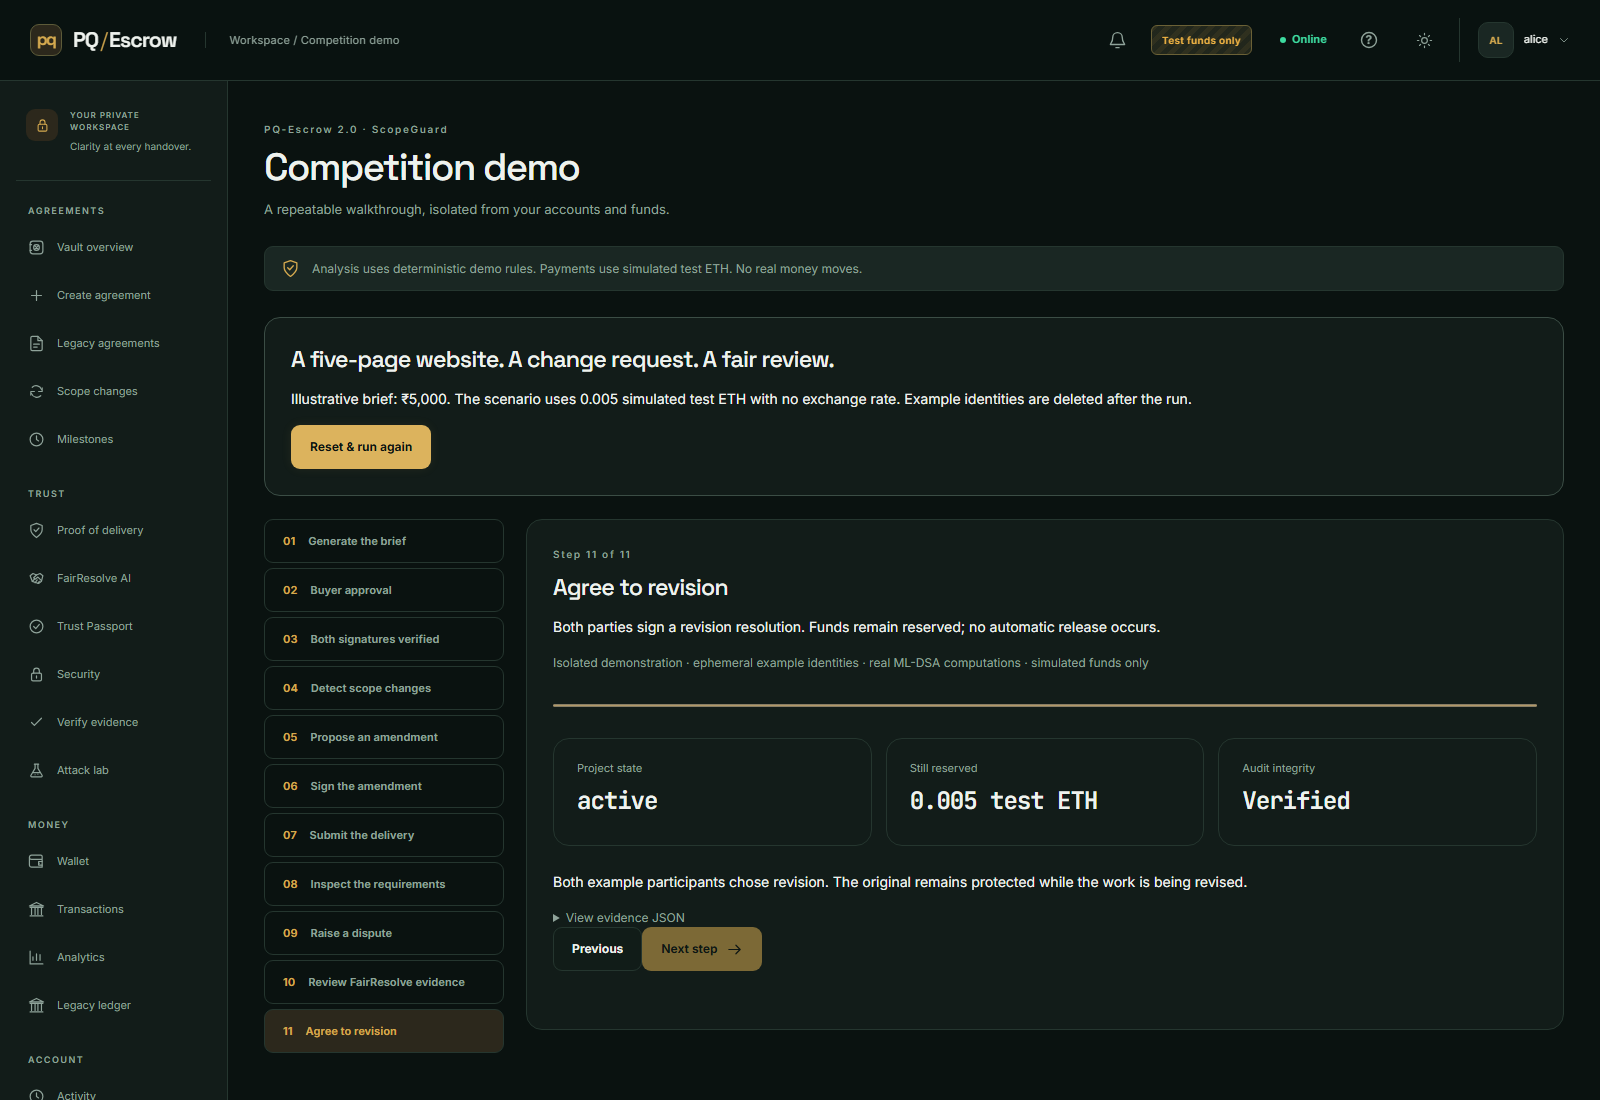 pq PQ/Escrow
Workspace / Competition demo
Test funds only
Online
AL
alice
YOUR PRIVATE
WORKSPACE
Clarity at every handover.
AGREEMENTS
Vault overview
Create agreement
Legacy agreements
Scope changes
Milestones
TRUST
Proof of delivery
FairResolve AI
Trust Passport
Security
Verify evidence
Attack lab
MONEY
Wallet
Transactions
Analytics
Legacy ledger
ACCOUNT
Activity
PQ-Escrow 2.0 · ScopeGuard
Competition demo
A repeatable walkthrough, isolated from your accounts and funds.
Analysis uses deterministic demo rules. Payments use simulated test ETH. No real money moves.
A five-page website. A change request. A fair review.
Illustrative brief: ₹5,000. The scenario uses 0.005 simulated test ETH with no exchange rate. Example identities are deleted after the run.
Reset & run again
01 Generate the brief
02 Buyer approval
03 Both signatures verified
04 Detect scope changes
05 Propose an amendment
06 Sign the amendment
07 Submit the delivery
08 Inspect the requirements
09 Raise a dispute
10 Review FairResolve evidence
11 Agree to revision
Step 11 of 11
Agree to revision
Both parties sign a revision resolution. Funds remain reserved; no automatic release occurs.
Isolated demonstration · ephemeral example identities · real ML-DSA computations · simulated funds only
Project state
active
Still reserved
0.005 test ETH
Audit integrity
Verified
Both example participants chose revision. The original remains protected while the work is being revised.
View evidence JSON
Previous
Next step